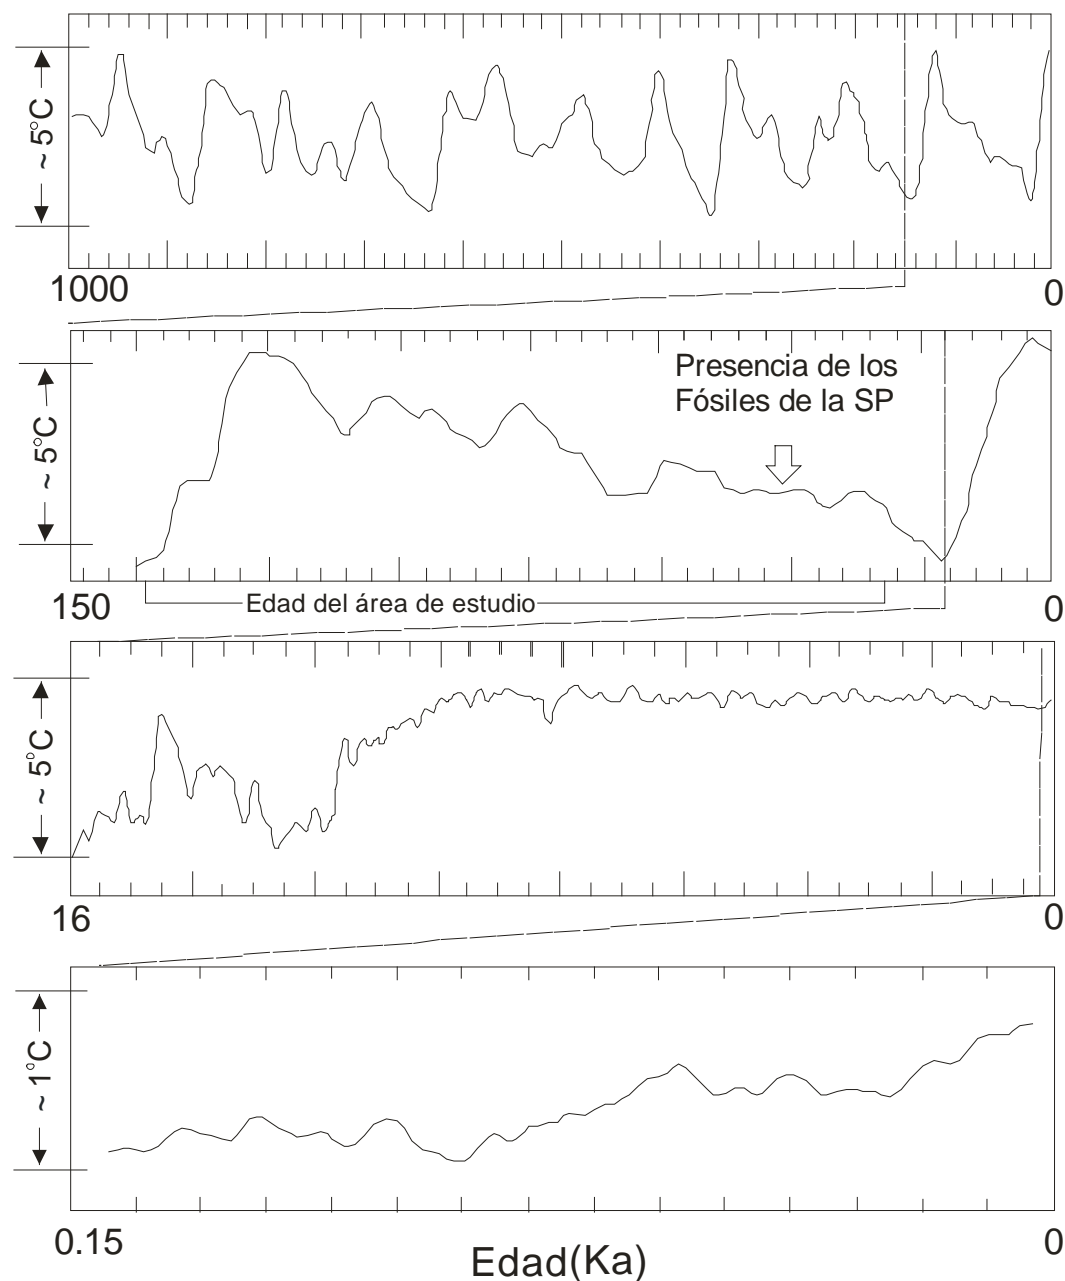 ~ 5°C
1000
0
~ 5°C
Presencia de los
Fósiles de la SP
150
Edad del área de estudio
0
~ 5°C
16
0
~ 1°C
0.15
0
Edad(Ka)